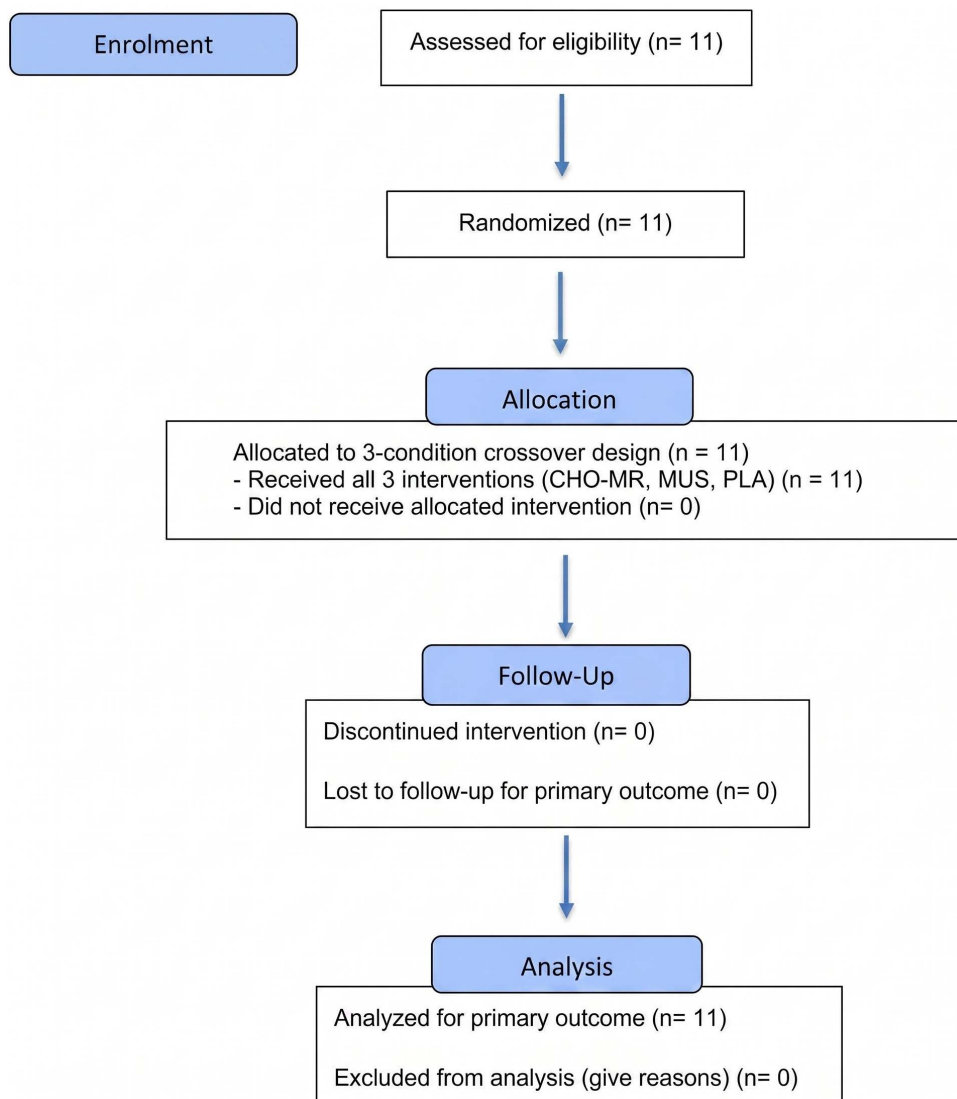 Enrolment
Assessed for eligibility (n= 11)
Randomized (n= 11)
Allocation
Allocated to 3-condition crossover design (n = 11)
- Received all 3 interventions (CHO-MR, MUS, PLA) (n = 11)
- Did not receive allocated intervention (n= 0)
Follow-Up
Discontinued intervention (n= 0)
Lost to follow-up for primary outcome (n= 0)
Analysis
Analyzed for primary outcome (n= 11)
Excluded from analysis (give reasons) (n= 0)